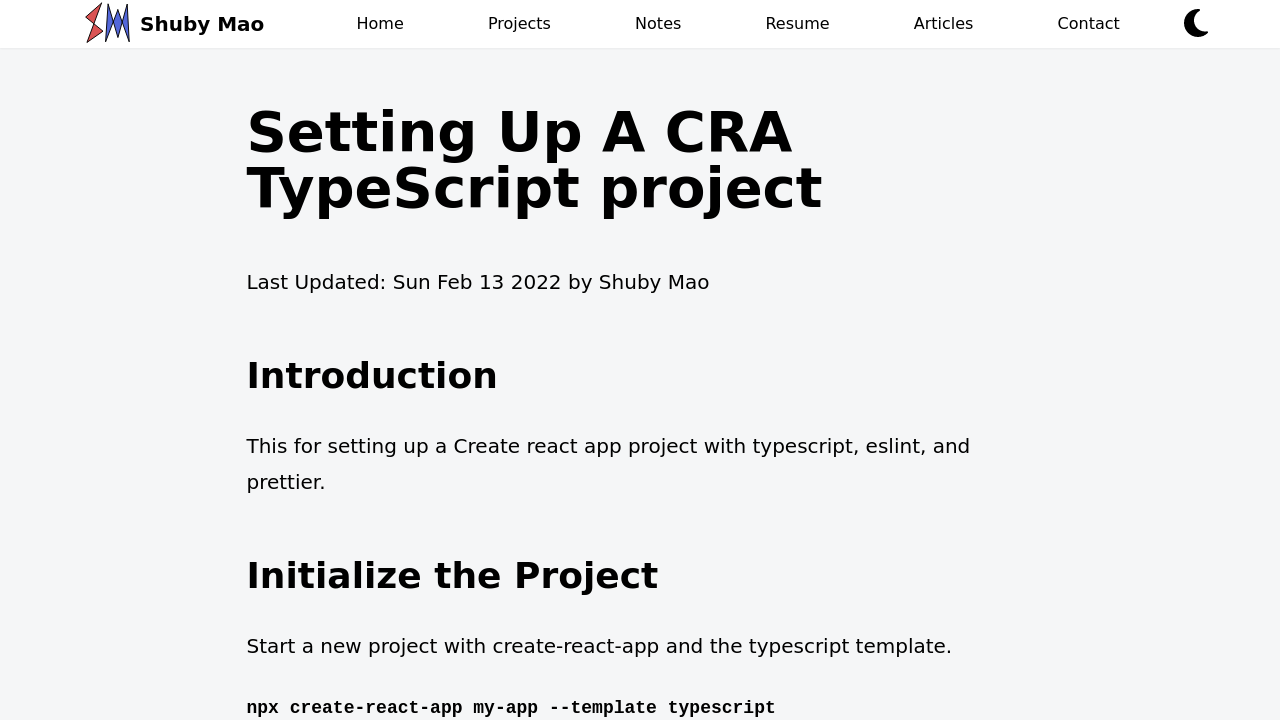 Shuby Mao
Home
Projects
Notes
Resume
Articles
Contact
Setting Up A CRA
TypeScript project
Last Updated: Sun Feb 13 2022 by Shuby Mao
Introduction
This for setting up a Create react app project with typescript, eslint, and
prettier.
Initialize the Project
Start a new project with create-react-app and the typescript template.
npx create-react-app my-app --template typescript